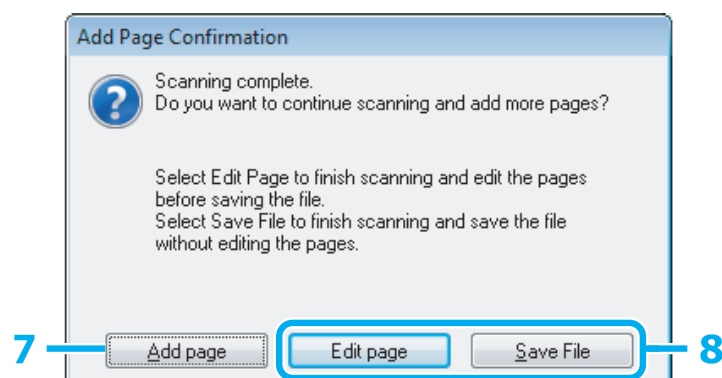 Add Page Confirmation
Scanning complete.
Do you want to continue scanning and add more pages?
Select Edit Page to finish scanning and edit the pages
before saving the file.
Select Save File to finish scanning and save the file
without editing the pages.
7 Add page Edit page Save File 8